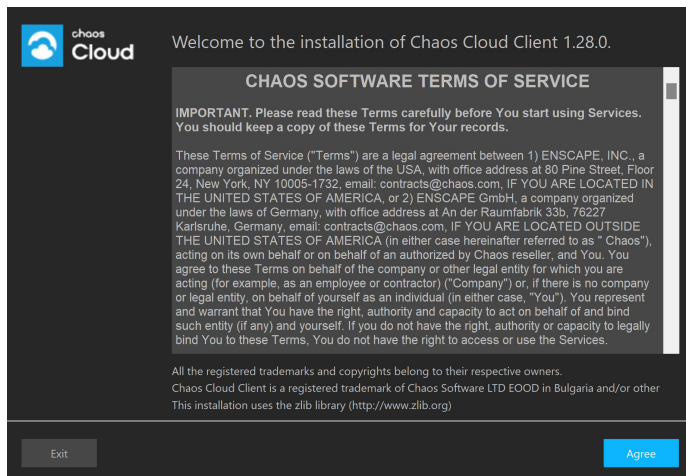 chaos
Cloud
Welcome to the installation of Chaos Cloud Client 1.28.0.
CHAOS SOFTWARE TERMS OF SERVICE
IMPORTANT. Please read these Terms carefully before You start using Services.
You should keep a copy of these Terms for Your records.
These Terms of Service ("Terms") are a legal agreement between 1) ENSCAPE, INC., a
company organized under the laws of the USA, with office address at 80 Pine Street, Floor
24, New York, NY 10005-1732, email: contracts@chaos.com, IF YOU ARE LOCATED IN
THE UNITED STATES OF AMERICA, or 2) ENSCAPE GmbH, a company organized
under the laws of Germany, with office address at An der Raumfabrik 33b, 76227
Karlsruhe, Germany, email: contracts@chaos.com, IF YOU ARE LOCATED OUTSIDE
THE UNITED STATES OF AMERICA (in either case hereinafter referred to as " Chaos"),
acting on its own behalf or on behalf of an authorized by Chaos reseller, and You. You
agree to these Terms on behalf of the company or other legal entity for which you are
acting (for example, as an employee or contractor) ("Company") or, if there is no company
or legal entity, on behalf of yourself as an individual (in either case, "You"). You represent
and warrant that You have the right, authority and capacity to act on behalf of and bind
such entity (if any) and yourself. If you do not have the right, authority or capacity to legally
bind You to these Terms, You do not have the right to access or use the Services.
All the registered trademarks and copyrights belong to their respective owners.
Chaos Cloud Client is a registered trademark of Chaos Software LTD EOOD in Bulgaria and/or other
This installation uses the zlib library (http://www.zlib.org)
Exit
Agree